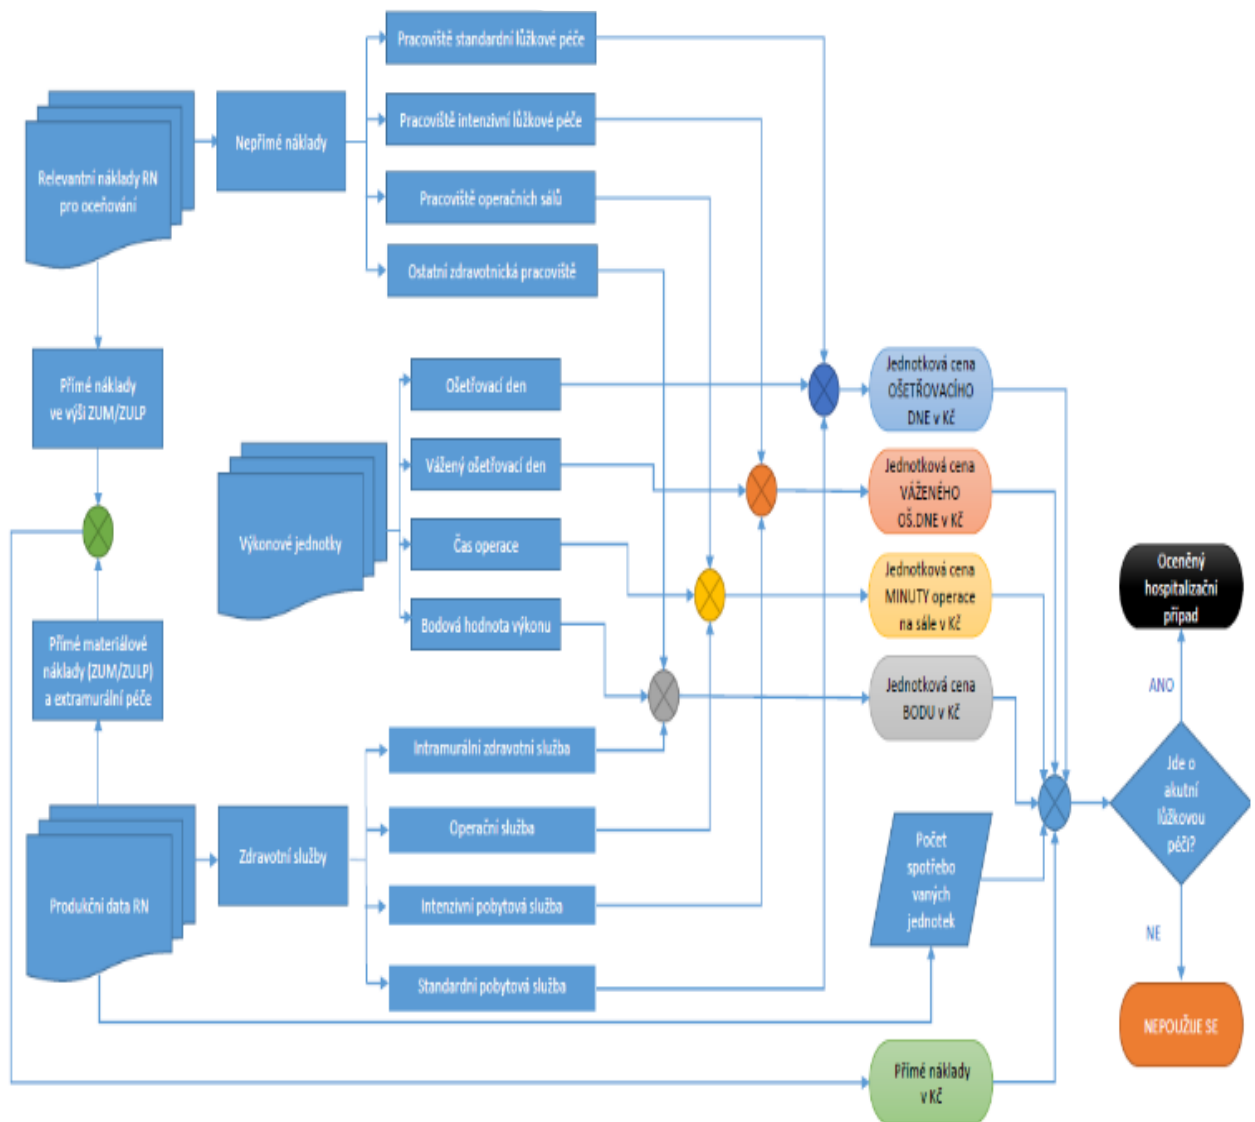 Pracoviště standardní lůžkové péče
Pracoviště intenzivní lůžkové péče
Nepřímé náklady
Relevantní náklady RN
pro oceňování
Pracoviště operačních sálů
Ostatní zdravotnická pracoviště
Přímé náklady
ve výši ZUM/ZULP
Ošetřovací den
Jednotková cena
OŠETŘOVACÍHO
DNE v Kč
Vážený ošetřovací den
Jednotková cena
VÁŽENÉHO
OŠ.DNE v Kč
Výkonové jednotky
Čas operace
Jednotková cena
MINUTY operace
na sále v Kč
Oceněný
hospitalizační
případ
Bodová hodnota výkonu
Přímé materiálové
náklady (ZUM/ZULP)
a extramurální péče
Jednotková cena
BODU v Kč
ANO
Intramurální zdravotní služba
Jde o
akutní
lůžkovou
péči?
Operační služba
Zdravotní služby
Počet
spotřebo
vaných
jednotek
Produkční data RN
Intenzivní pobytová služba
NE
Standardní pobytová služba
NEPOUŽIJE SE
Přímé náklady
v Kč